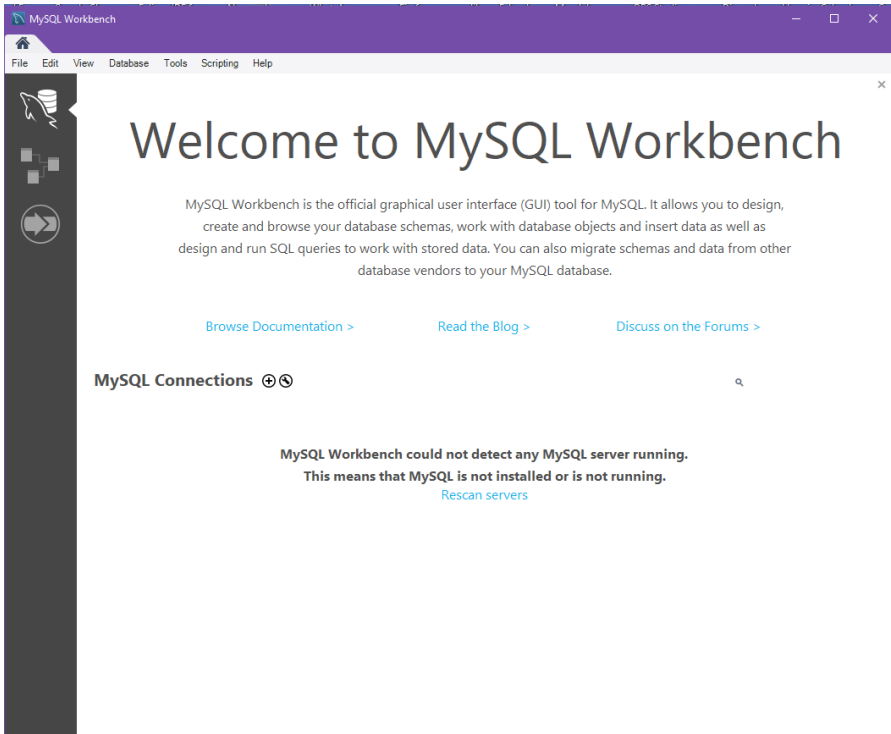 MySQL Workbench
File Edit View Database Tools Scripting Help
Welcome to MySQL Workbench
MySQL Workbench is the official graphical user interface (GUI) tool for MySQL. It allows you to design,
create and browse your database schemas, work with database objects and insert data as well as
design and run SQL queries to work with stored data. You can also migrate schemas and data from other
database vendors to your MySQL database.
Browse Documentation > Read the Blog > Discuss on the Forums >
MySQL Connections
MySQL Workbench could not detect any MySQL server running.
This means that MySQL is not installed or is not running.
Rescan servers